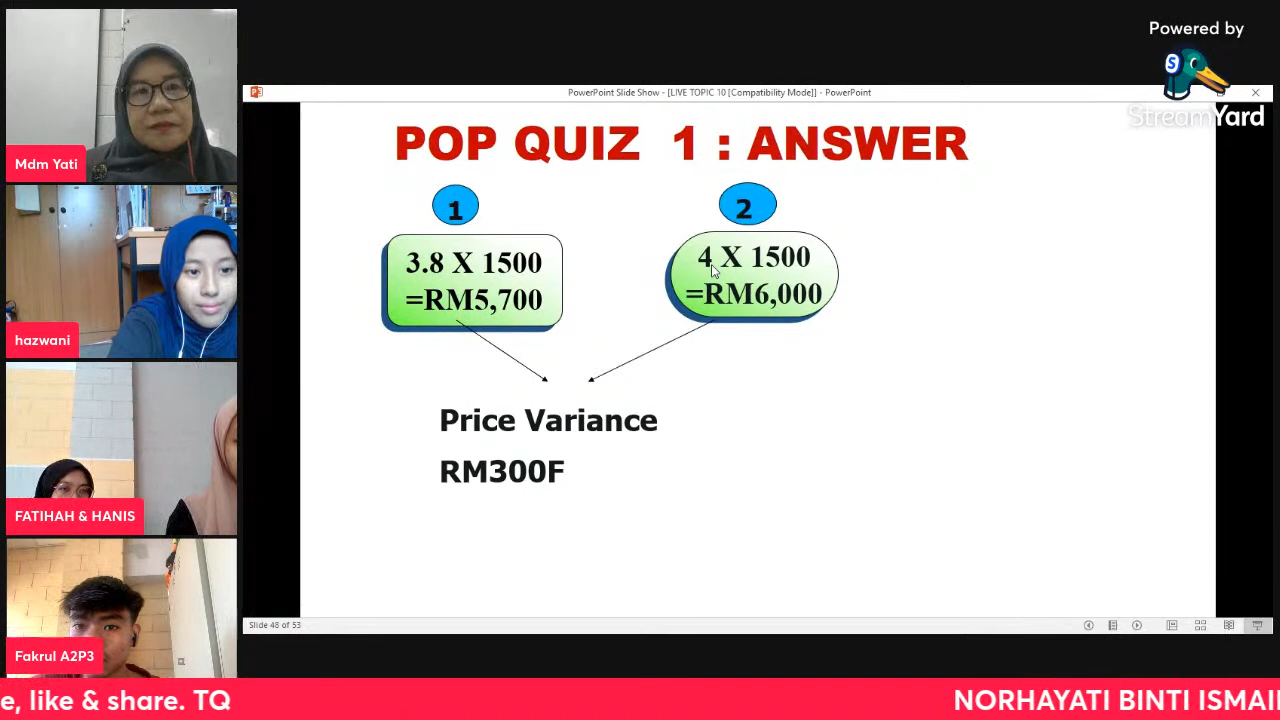 Powered by
S
StreamYard
PowerPoint Slide Show - [LIVE TOPIC 10 [Compatibility Mode]] - PowerPoint
POP QUIZ 1 : ANSWER
1
2
3.8 X 1500
=RM5,700
4 X 1500
=RM6,000
Price Variance
RM300F
Slide 48 of 53
Mdm Yati
hazwani
FATIHAH & HANIS
Fakrul A2P3
e, like & share. TQ
NORHAYATI BINTI ISMAI